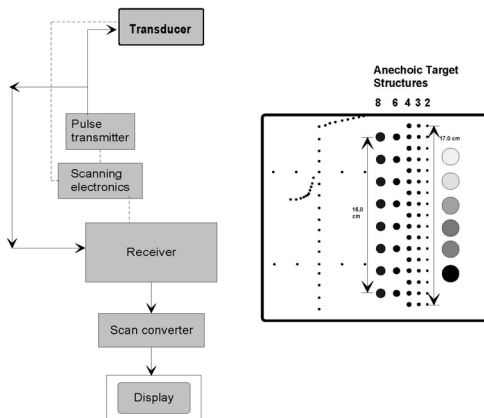 Transducer
Pulse
transmitter
Scanning
electronics
Receiver
Scan converter
Display
Anechoic Target
Structures
8 6 4 3 2
17.0 cm
16.0
cm